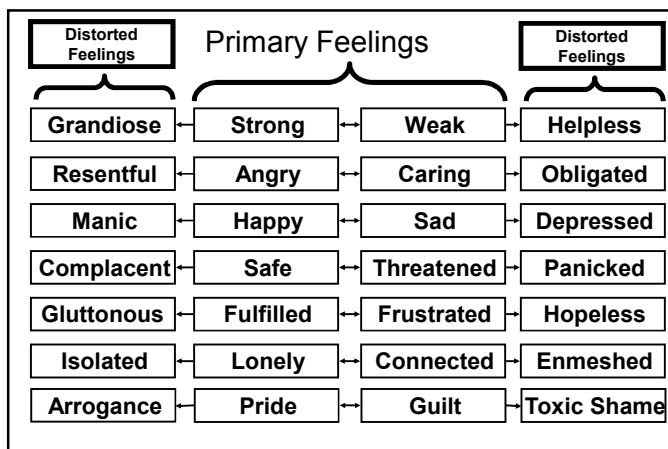 Distorted
Feelings
Primary Feelings
Distorted
Feelings
Grandiose Strong Weak Helpless
Resentful Angry Caring Obligated
Manic Happy Sad Depressed
Complacent Safe Threatened Panicked
Gluttonous Fulfilled Frustrated Hopeless
Isolated Lonely Connected Enmeshed
Arrogance Pride Guilt Toxic Shame